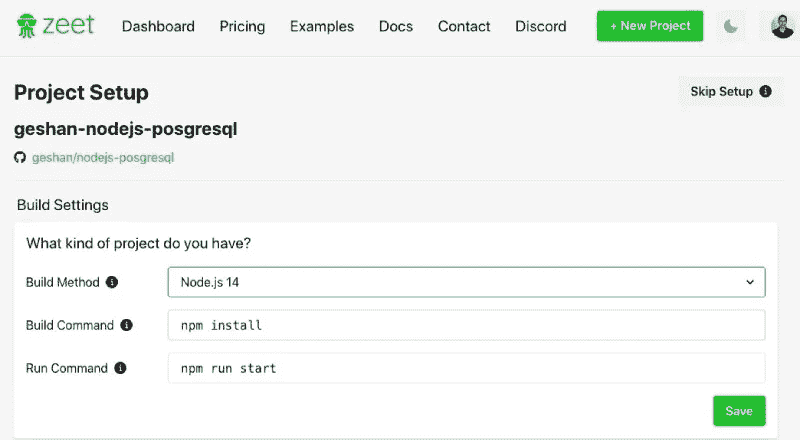 zeet Dashboard Pricing Examples Docs Contact Discord + New Project
Project Setup Skip Setup
geshan-nodejs-posgresql
geshan/nodejs-posgresql
Build Settings
What kind of project do you have?
Build Method Node.js 14
Build Command npm install
Run Command npm run start
Save